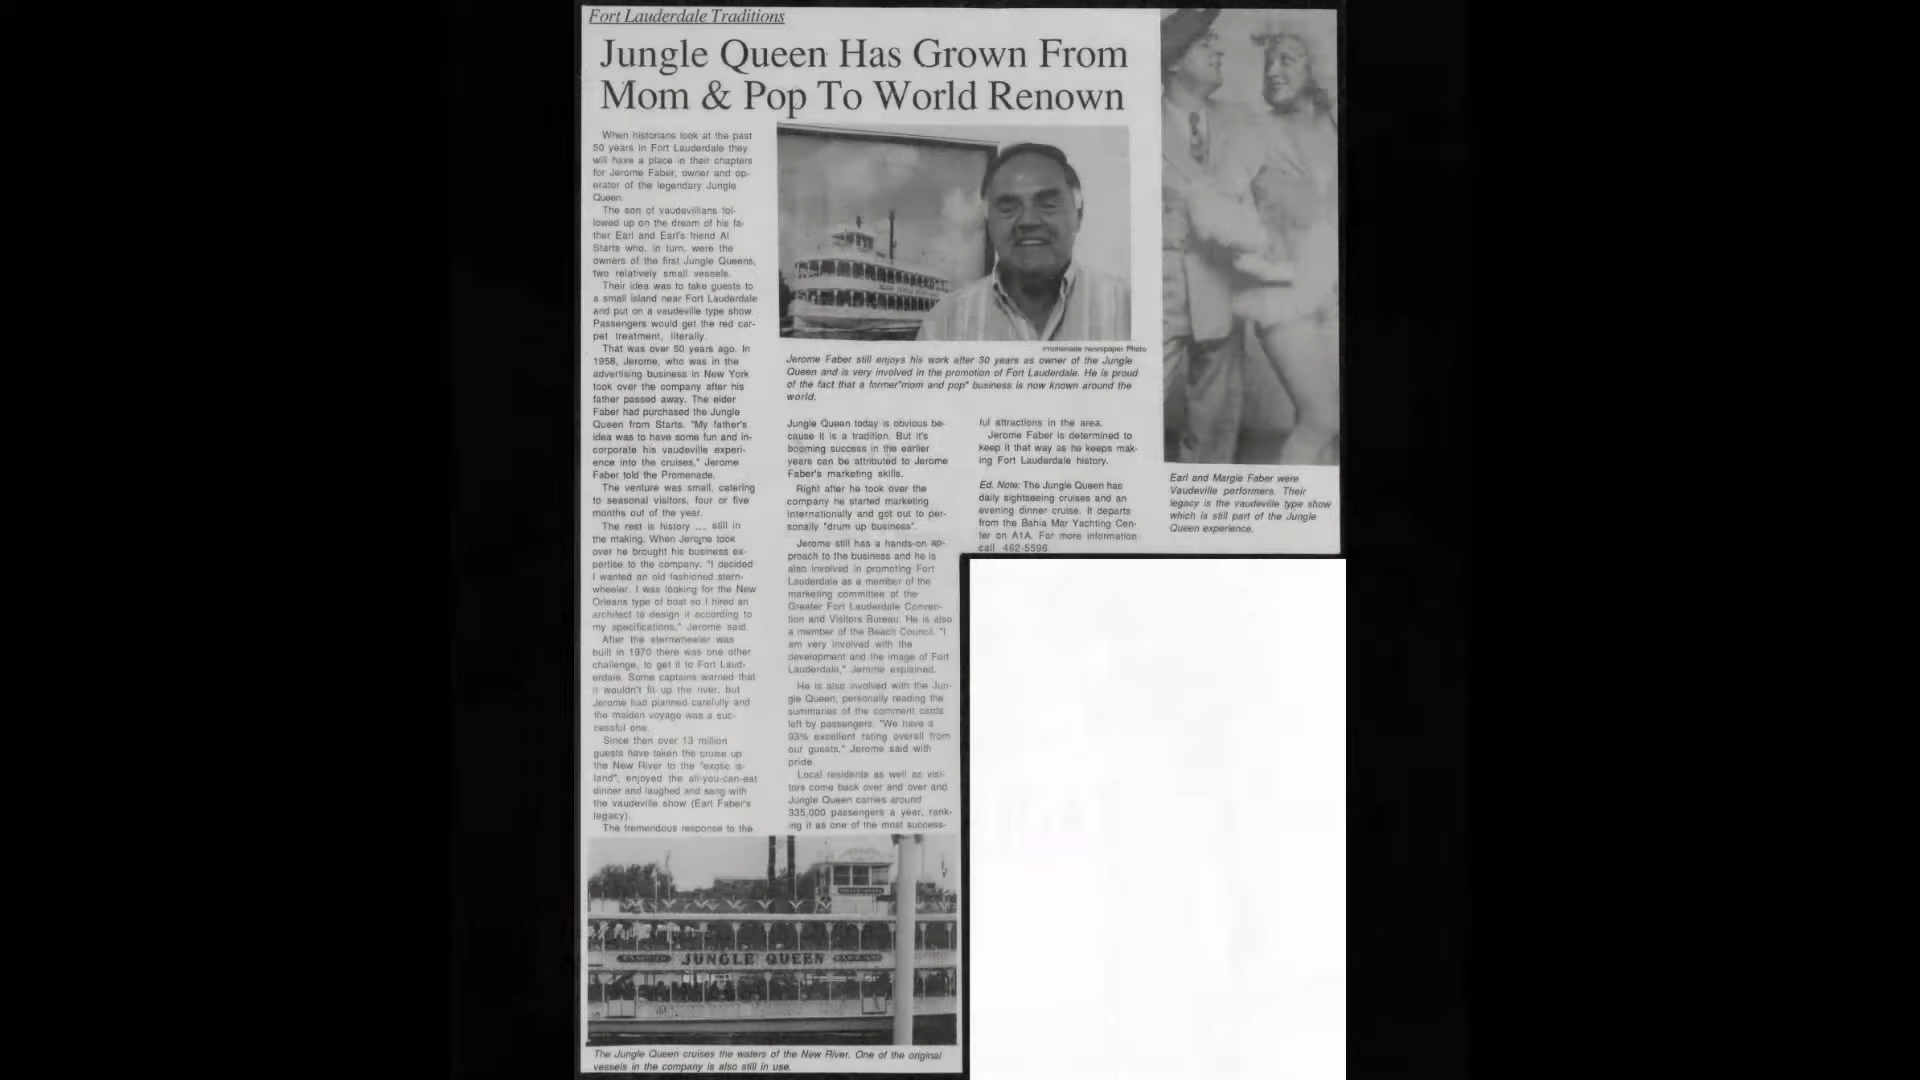 Fort Lauderdale Traditions
Jungle Queen Has Grown From
Mom & Pop To World Renown
When historians look at the past
50 years in Fort Lauderdale they
will have a place in their chapters
for Jerome Faber, owner and op-
erator of the legendary Jungle
Queen.
The son of vaudevillians fol-
lowed up on the dream of his fa-
ther Earl and Earl's friend Al
Starts who, in turn, were the
owners of the first Jungle Queens,
two relatively small vessels.
Their idea was to take guests to
a small island near Fort Lauderdale
and put on a vaudeville type show.
Passengers would get the red car-
pet treatment, literally.
That was over 50 years ago. In
1958, Jerome, who was in the
advertising business in New York
took over the company after his
father passed away. The elder
Faber had purchased the Jungle
Queen from Starts. "My father's
idea was to have some fun and in-
corporate his vaudeville experi-
ence into the cruises," Jerome
Faber told the Promenade.
The venture was small, catering
to seasonal visitors, four or five
months out of the year.
The rest is history .... still in
the making. When Jerome took
over he brought his business ex-
pertise to the company. "I decided
I wanted an old fashioned stern-
wheeler. I was looking for the New
Orleans type of boat so I hired an
architect to design it according to
my specifications," Jerome said.
After the sternwheeler was
built in 1970 there was one other
challenge, to get it to Fort Laud-
erdale. Some captains warned that
it wouldn't fit up the river, but
Jerome had planned carefully and
the maiden voyage was a suc-
cessful one.
Since then over 13 million
guests have taken the cruise up
the New River to the "exotic is-
land", enjoyed the all-you-can-eat
dinner and laughed and sang with
the vaudeville show (Earl Faber's
legacy).
The tremendous response to the
Promenade Newspaper Photo
Jerome Faber still enjoys his work after 30 years as owner of the Jungle
Queen and is very involved in the promotion of Fort Lauderdale. He is proud
of the fact that a former"mom and pop" business is now known around the
world.
Jungle Queen today is obvious be-
cause it is a tradition. But it's
booming success in the earlier
years can be attributed to Jerome
Faber's marketing skills.
Right after he took over the
company he started marketing
internationally and got out to per-
sonally "drum up business".
Jerome still has a hands-on ap-
proach to the business and he is
also involved in promoting Fort
Lauderdale as a member of the
marketing committee of the
Greater Fort Lauderdale Conven-
tion and Visitors Bureau. He is also
a member of the Beach Council. "I
am very involved with the
development and the image of Fort
Lauderdale," Jerome explained.
He is also involved with the Jun-
gle Queen, personally reading the
summaries of the comment cards
left by passengers. "We have a
93% excellent rating overall from
our guests," Jerome said with
pride.
Local residents as well as visi-
tors come back over and over and
Jungle Queen carries around
335,000 passengers a year, rank-
ing it as one of the most success-
ful attractions in the area.
Jerome Faber is determined to
keep it that way as he keeps mak-
ing Fort Lauderdale history.
Ed. Note: The Jungle Queen has
daily sightseeing cruises and an
evening dinner cruise. It departs
from the Bahia Mar Yachting Cen-
ter on A1A. For more information
call 462-5596
Earl and Margie Faber were
Vaudeville performers. Their
legacy is the vaudeville type show
which is still part of the Jungle
Queen experience.
JUNGLE QUEEN
The Jungle Queen cruises the waters of the New River. One of the original
vessels in the company is also still in use.